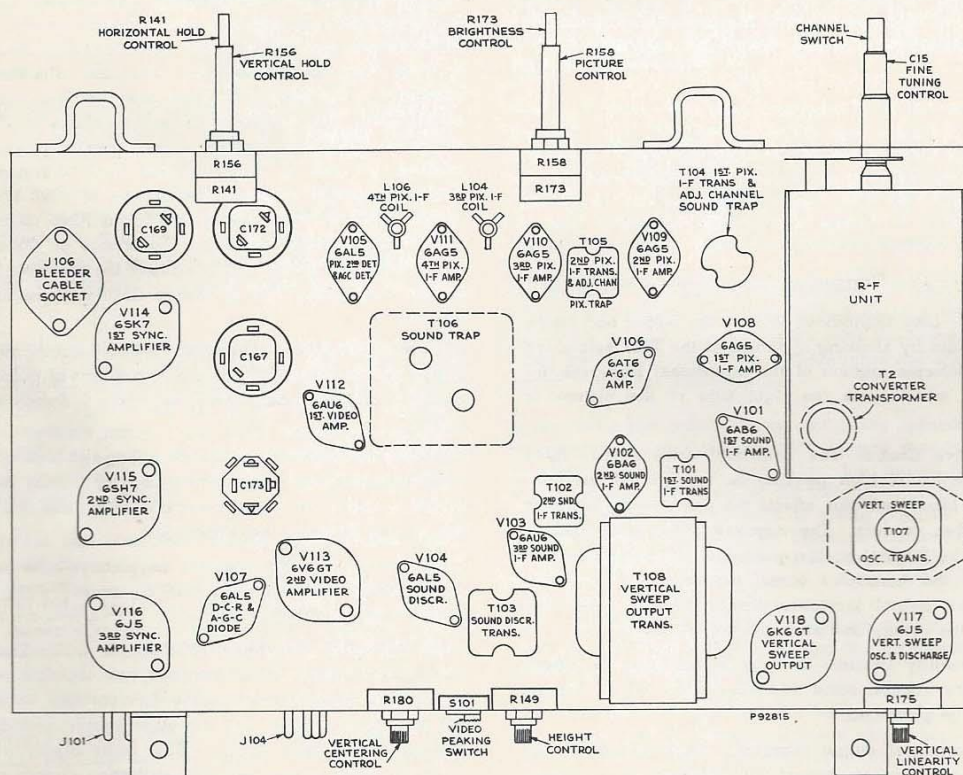 R141
HORIZONTAL HOLD
CONTROL
R156
VERTICAL HOLD
CONTROL
R173
BRIGHTNESS
CONTROL
R158
PICTURE
CONTROL
CHANNEL
SWITCH
C15
FINE
TUNING
CONTROL
R156
R141
R158
R173
T104 1ST. PIX.
I-F TRANS &
ADJ. CHANNEL
SOUND TRAP
C169
C172
L106
4TH PIX. I-F
COIL
L104
3RD PIX. I-F
COIL
J106
BLEEDER
CABLE
SOCKET
V105
6AL5
PIX. 2ND DET.
& AGC DET.
V111
6AG5
4TH PIX.
I-F AMP.
V110
6AG5
3RD. PIX.
I-F AMP.
T105
2ND PIX.
I-F TRANS.
& ADJ. CHAN
PIX. TRAP
V109
6AG5
2ND PIX.
I-F AMP.
R-F
UNIT
V114
6SK7
1ST SYNC.
AMPLIFIER
C167
T106
SOUND TRAP
V106
6AT6
A-G-C
AMP.
V108
6AG5
1ST PIX.
I-F AMP.
T2
CONVERTER
TRANSFORMER
V112
6AU6
1ST. VIDEO
AMP.
V101
6AB6
1ST SOUND
I-F AMP.
V102
6BA6
2ND. SOUND
I-F AMP.
T101
1ST. SOUND
I-F TRANS
V115
6SH7
2ND SYNC.
AMPLIFIER
C173
T102
2ND SND.
I-F TRANS.
VERT. SWEEP
T107
OSC. TRANS.
V103
6AU6
3RD SOUND
I-F AMP.
V113
6V6 GT
2ND VIDEO
AMPLIFIER
V104
6AL5
SOUND
DISCR.
V107
6AL5
D-C-R &
A-G-C
DIODE
T108
VERTICAL
SWEEP
OUTPUT
TRANS.
V116
6J5
3RD SYNC.
AMPLIFIER
T103
SOUND DISCR.
TRANS.
V118
6K6 GT
VERTICAL
SWEEP
OUTPUT
V117
6J5
VERT. SWEEP
OSC. & DISCHARGE
R180
S101
R149
R175
P92815
J101
J104
VERTICAL
CENTERING
CONTROL
VIDEO
PEAKING
SWITCH
HEIGHT
CONTROL
VERTICAL
LINEARITY
CONTROL